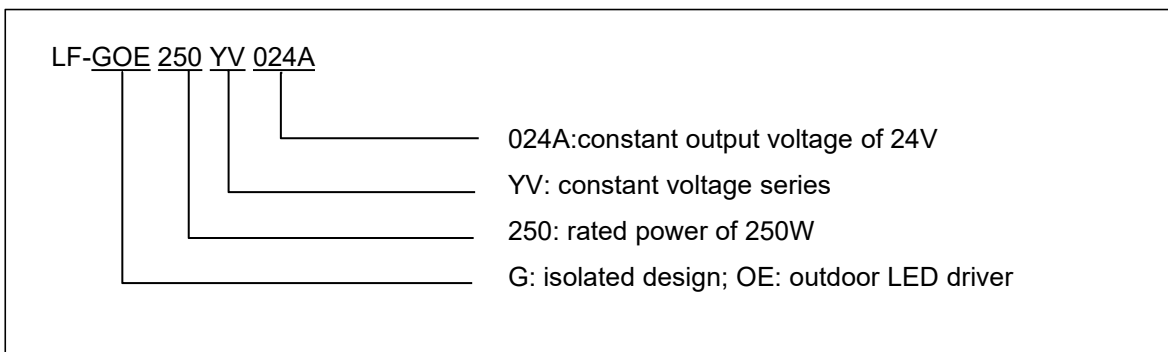 LF-GOE 250 YV 024A
024A:constant output voltage of 24V
YV: constant voltage series
250: rated power of 250W
G: isolated design; OE: outdoor LED driver